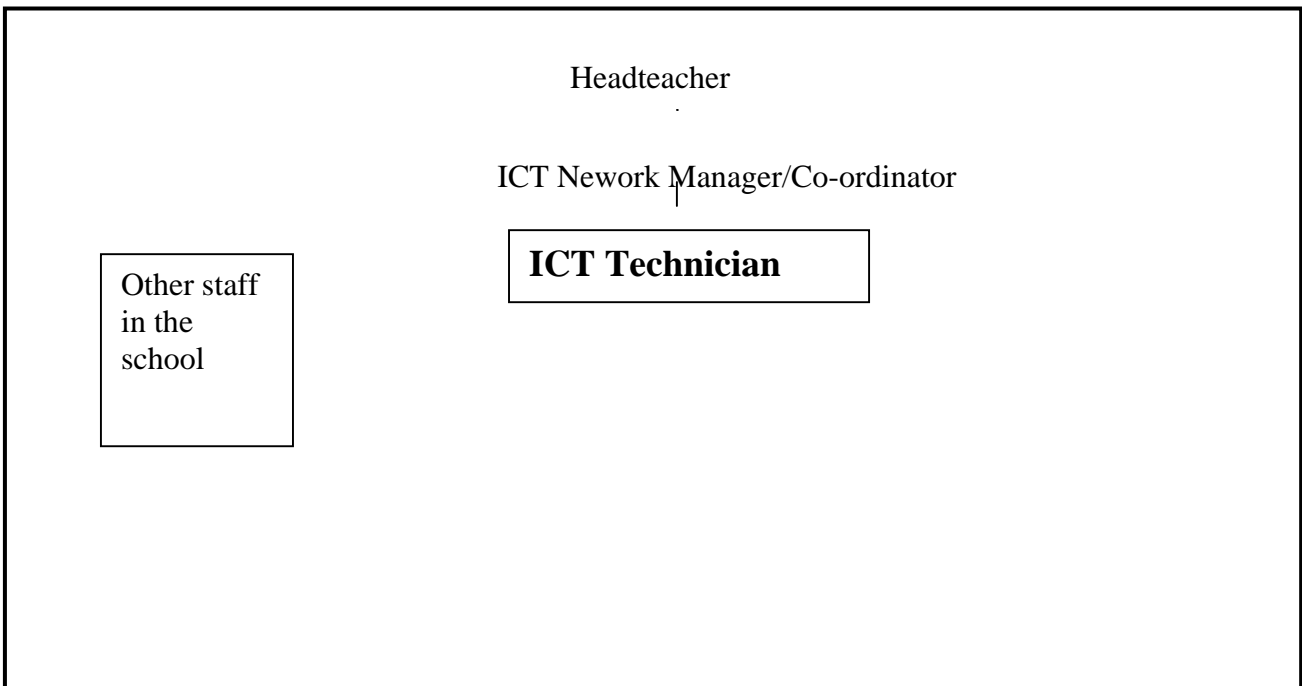 Headteacher
ICT Nework Manager/Co-ordinator
ICT Technician
Other staff
in the
school